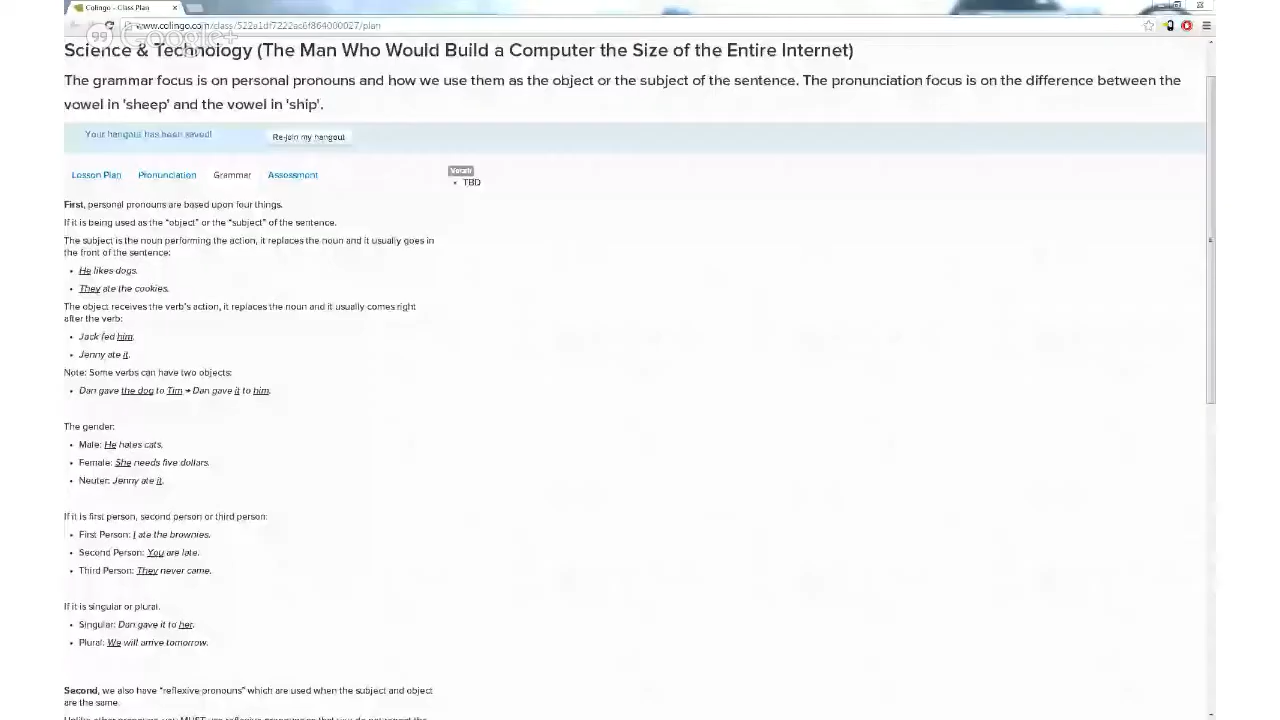 Colingo - Class Plan
www.colingo.com/class/522a1df7222ac6f864000027/plan
Google+
Science & Technology (The Man Who Would Build a Computer the Size of the Entire Internet)
The grammar focus is on personal pronouns and how we use them as the object or the subject of the sentence. The pronunciation focus is on the difference between the
vowel in 'sheep' and the vowel in 'ship'.
Your hangout has been saved!
Re-join my hangout
Lesson Plan Pronunciation Grammar Assessment
Vocab
• TBD
First, personal pronouns are based upon four things.
If it is being used as the “object” or the “subject” of the sentence.
The subject is the noun performing the action, it replaces the noun and it usually goes in
the front of the sentence:
• He likes dogs.
• They ate the cookies.
The object receives the verb's action, it replaces the noun and it usually comes right
after the verb:
• Jack fed him.
• Jenny ate it.
Note: Some verbs can have two objects:
• Dan gave the dog to Tim → Dan gave it to him.
The gender:
• Male: He hates cats.
• Female: She needs five dollars.
• Neuter: Jenny ate it.
If it is first person, second person or third person:
• First Person: I ate the brownies.
• Second Person: You are late.
• Third Person: They never came.
If it is singular or plural.
• Singular: Dan gave it to her.
• Plural: We will arrive tomorrow.
Second, we also have “reflexive pronouns” which are used when the subject and object
are the same.